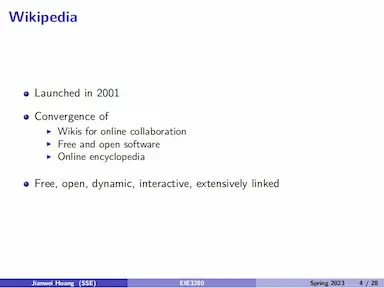 Wikipedia
Launched in 2001
Convergence of
Wikis for online collaboration
Free and open software
Online encyclopedia
Free, open, dynamic, interactive, extensively linked
Jianwei Huang (SSE) EIE3280 Spring 2023 4 / 28